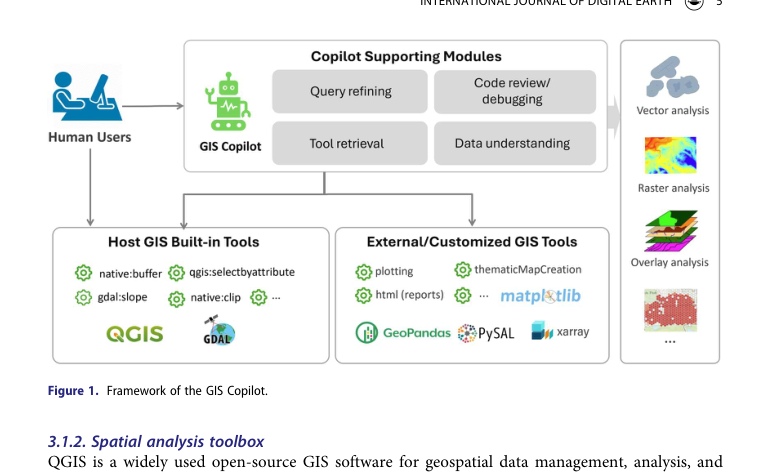 INTERNATIONAL JOURNAL OF DIGITAL EARTH 5
Copilot Supporting Modules
Query refining
Code review/
debugging
Tool retrieval
Data understanding
GIS Copilot
Human Users
Vector analysis
Raster analysis
Overlay analysis
...
Host GIS Built-in Tools
native:buffer
qgis:selectbyattribute
gdal:slope
native:clip
...
QGIS
GDAL
External/Customized GIS Tools
plotting
thematicMapCreation
html (reports)
...
matplotlib
GeoPandas
PySAL
xarray
Figure 1. Framework of the GIS Copilot.
3.1.2. Spatial analysis toolbox
QGIS is a widely used open-source GIS software for geospatial data management, analysis, and